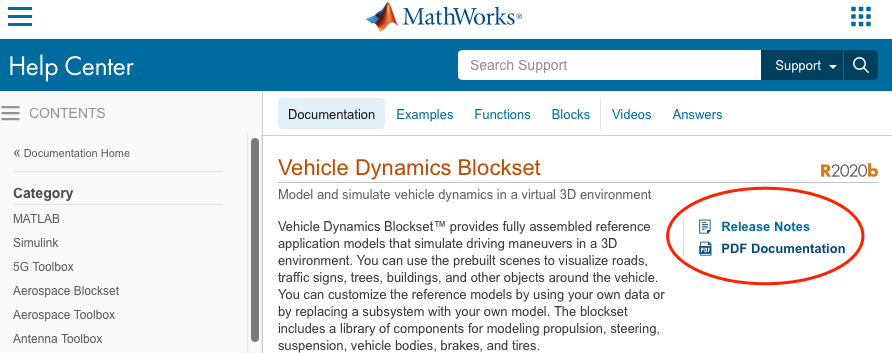 MathWorks®
Help Center
Search Support
Support
CONTENTS
Documentation
Examples
Functions
Blocks
Videos
Answers
« Documentation Home
Category
MATLAB
Simulink
5G Toolbox
Aerospace Blockset
Aerospace Toolbox
Antenna Toolbox
Vehicle Dynamics Blockset
R2020b
Model and simulate vehicle dynamics in a virtual 3D environment
Vehicle Dynamics Blockset™ provides fully assembled reference
application models that simulate driving maneuvers in a 3D
environment. You can use the prebuilt scenes to visualize roads,
traffic signs, trees, buildings, and other objects around the vehicle.
You can customize the reference models by using your own data or
by replacing a subsystem with your own model. The blockset
includes a library of components for modeling propulsion, steering,
suspension, vehicle bodies, brakes, and tires.
Release Notes
PDF
PDF Documentation